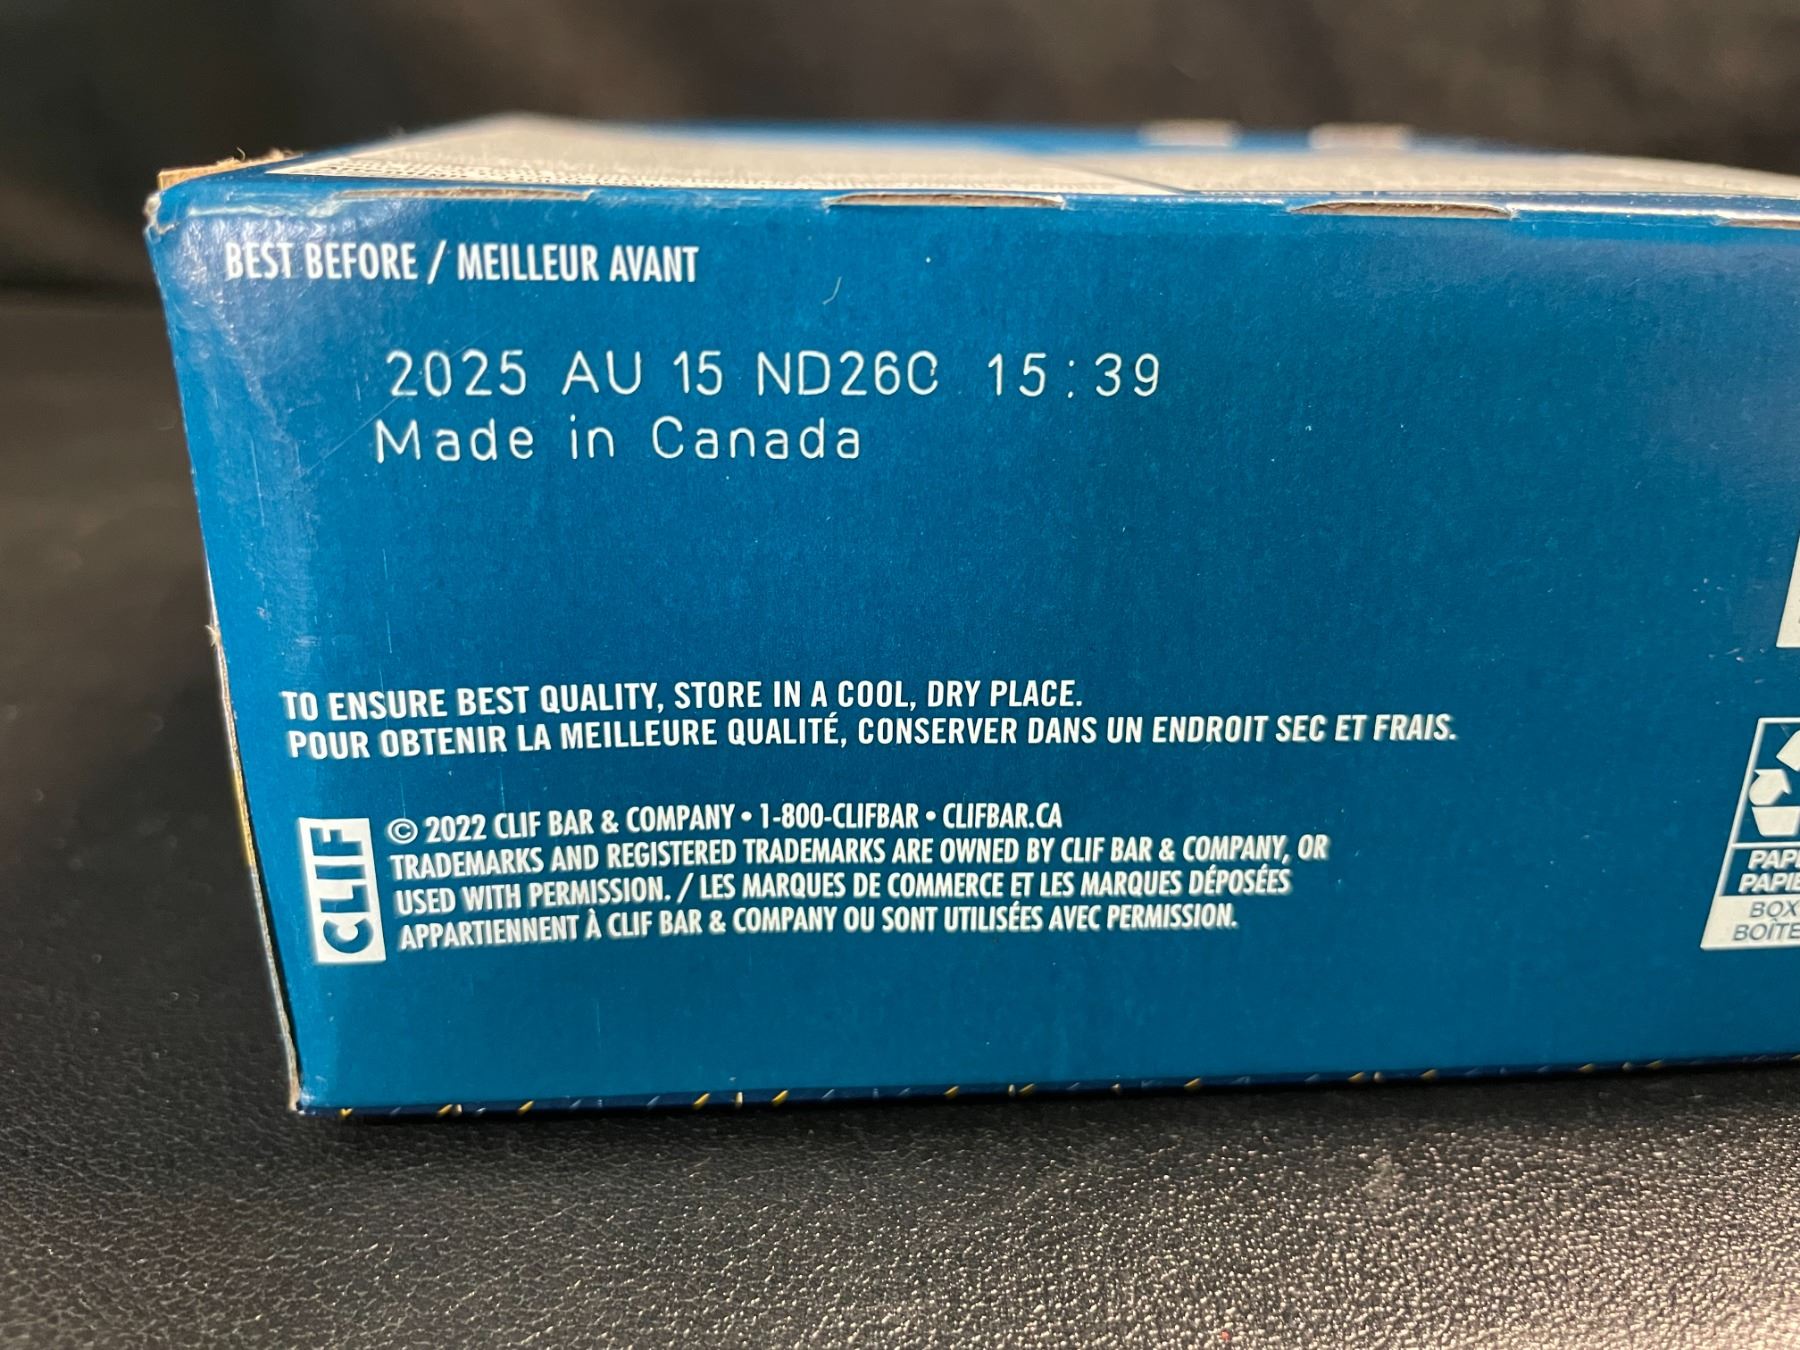 BEST BEFORE / MEILLEUR AVANT
2025 AU 15 ND26C 15:39
Made in Canada
TO ENSURE BEST QUALITY, STORE IN A COOL, DRY PLACE.
POUR OBTENIR LA MEILLEURE QUALITÉ, CONSERVER DANS UN ENDROIT SEC ET FRAIS.
CLIF
© 2022 CLIF BAR & COMPANY • 1-800-CLIFBAR • CLIFBAR.CA
TRADEMARKS AND REGISTERED TRADEMARKS ARE OWNED BY CLIF BAR & COMPANY, OR
USED WITH PERMISSION. / LES MARQUES DE COMMERCE ET LES MARQUES DÉPOSÉES
APPARTIENNENT À CLIF BAR & COMPANY OU SONT UTILISÉES AVEC PERMISSION.
BOX
BOÎTE